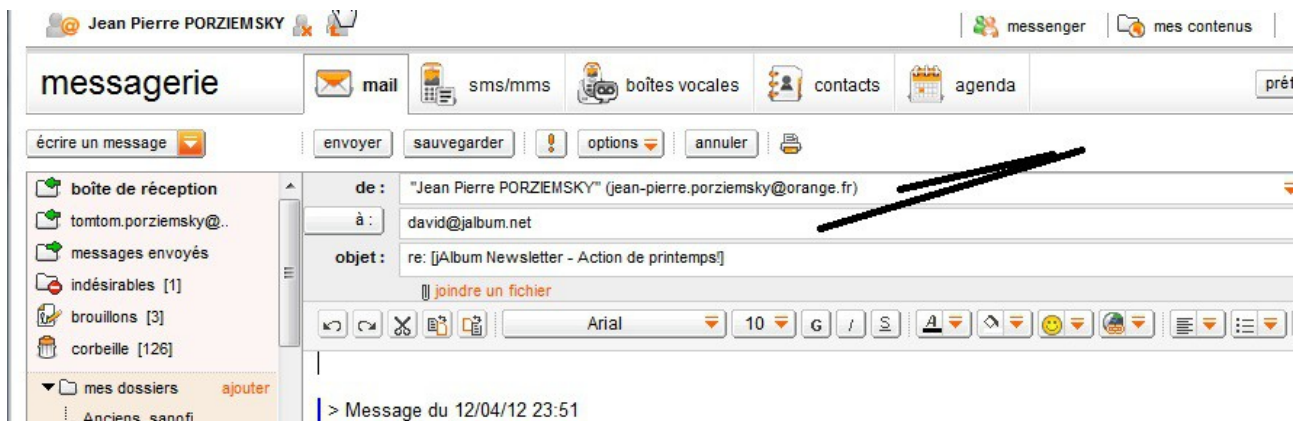 Jean Pierre PORZIEMSKY messenger mes contenus
messagerie mail sms/mms boîtes vocales contacts agenda préf
écrire un message envoyer sauvegarder ! options annuler
boîte de réception de : "Jean Pierre PORZIEMSKY" (jean-pierre.porziemsky@orange.fr)
tomtom.porziemsky@.. à : david@jalbum.net
messages envoyés objet : re: [jAlbum Newsletter - Action de printemps!]
indésirables [1] joindre un fichier
brouillons [3] Arial 10 G I S A
corbeille [126]
mes dossiers ajouter
Anciens sanofi > Message du 12/04/12 23:51